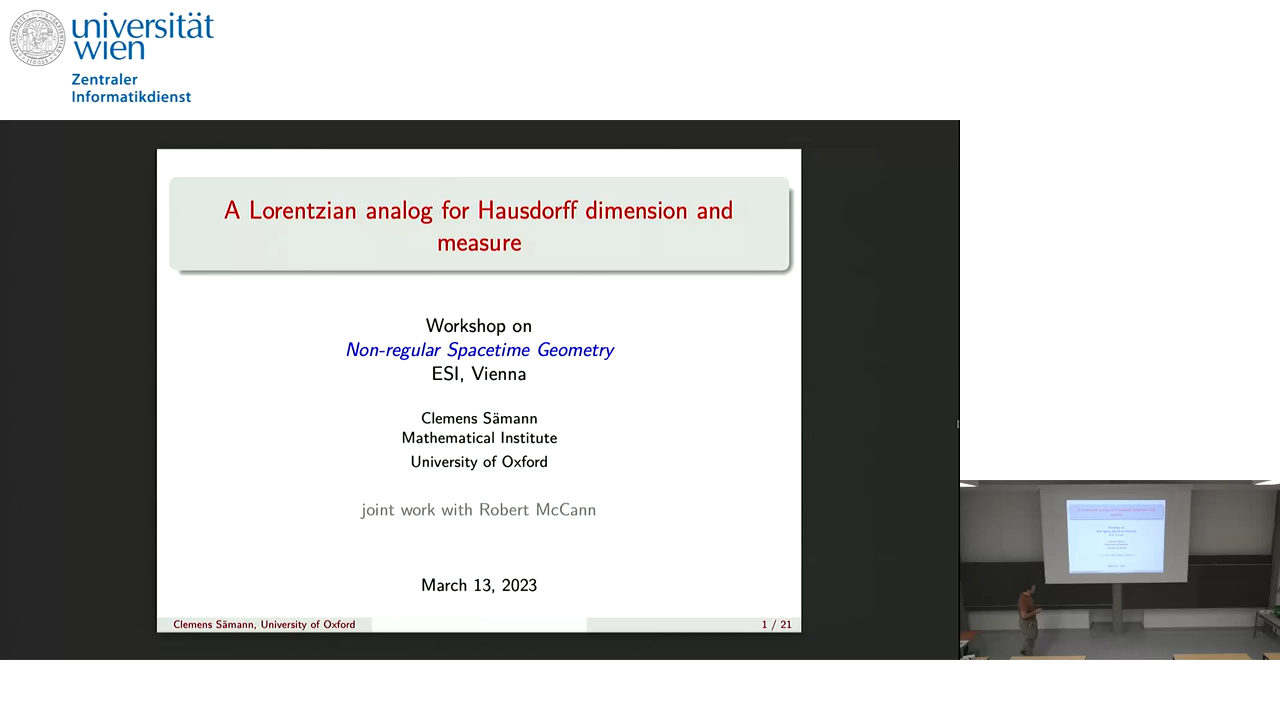 universität
wien
Zentraler
Informatikdienst
A Lorentzian analog for Hausdorff dimension and
measure
Workshop on
Non-regular Spacetime Geometry
ESI, Vienna
Clemens Sämann
Mathematical Institute
University of Oxford
joint work with Robert McCann
March 13, 2023
Clemens Sämann, University of Oxford
1 / 21